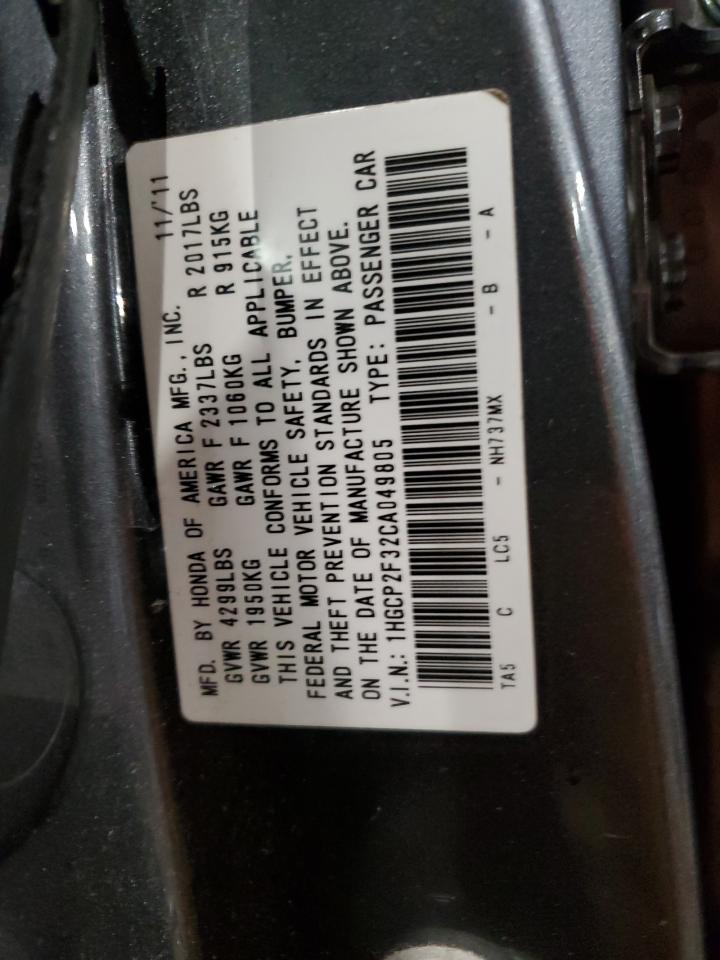 MFD. BY HONDA OF AMERICA MFG., INC. 11/'11
GVWR 4299LBS GAWR F 2337LBS R 2017LBS
GVWR 1950KG GAWR F 1060KG R 915KG
THIS VEHICLE CONFORMS TO ALL APPLICABLE
FEDERAL MOTOR VEHICLE SAFETY, BUMPER,
AND THEFT PREVENTION STANDARDS IN EFFECT
ON THE DATE OF MANUFACTURE SHOWN ABOVE.
V.I.N.: 1HGCP2F32CA049805 TYPE: PASSENGER CAR
TA5 C LC5 - NH737MX - B - A